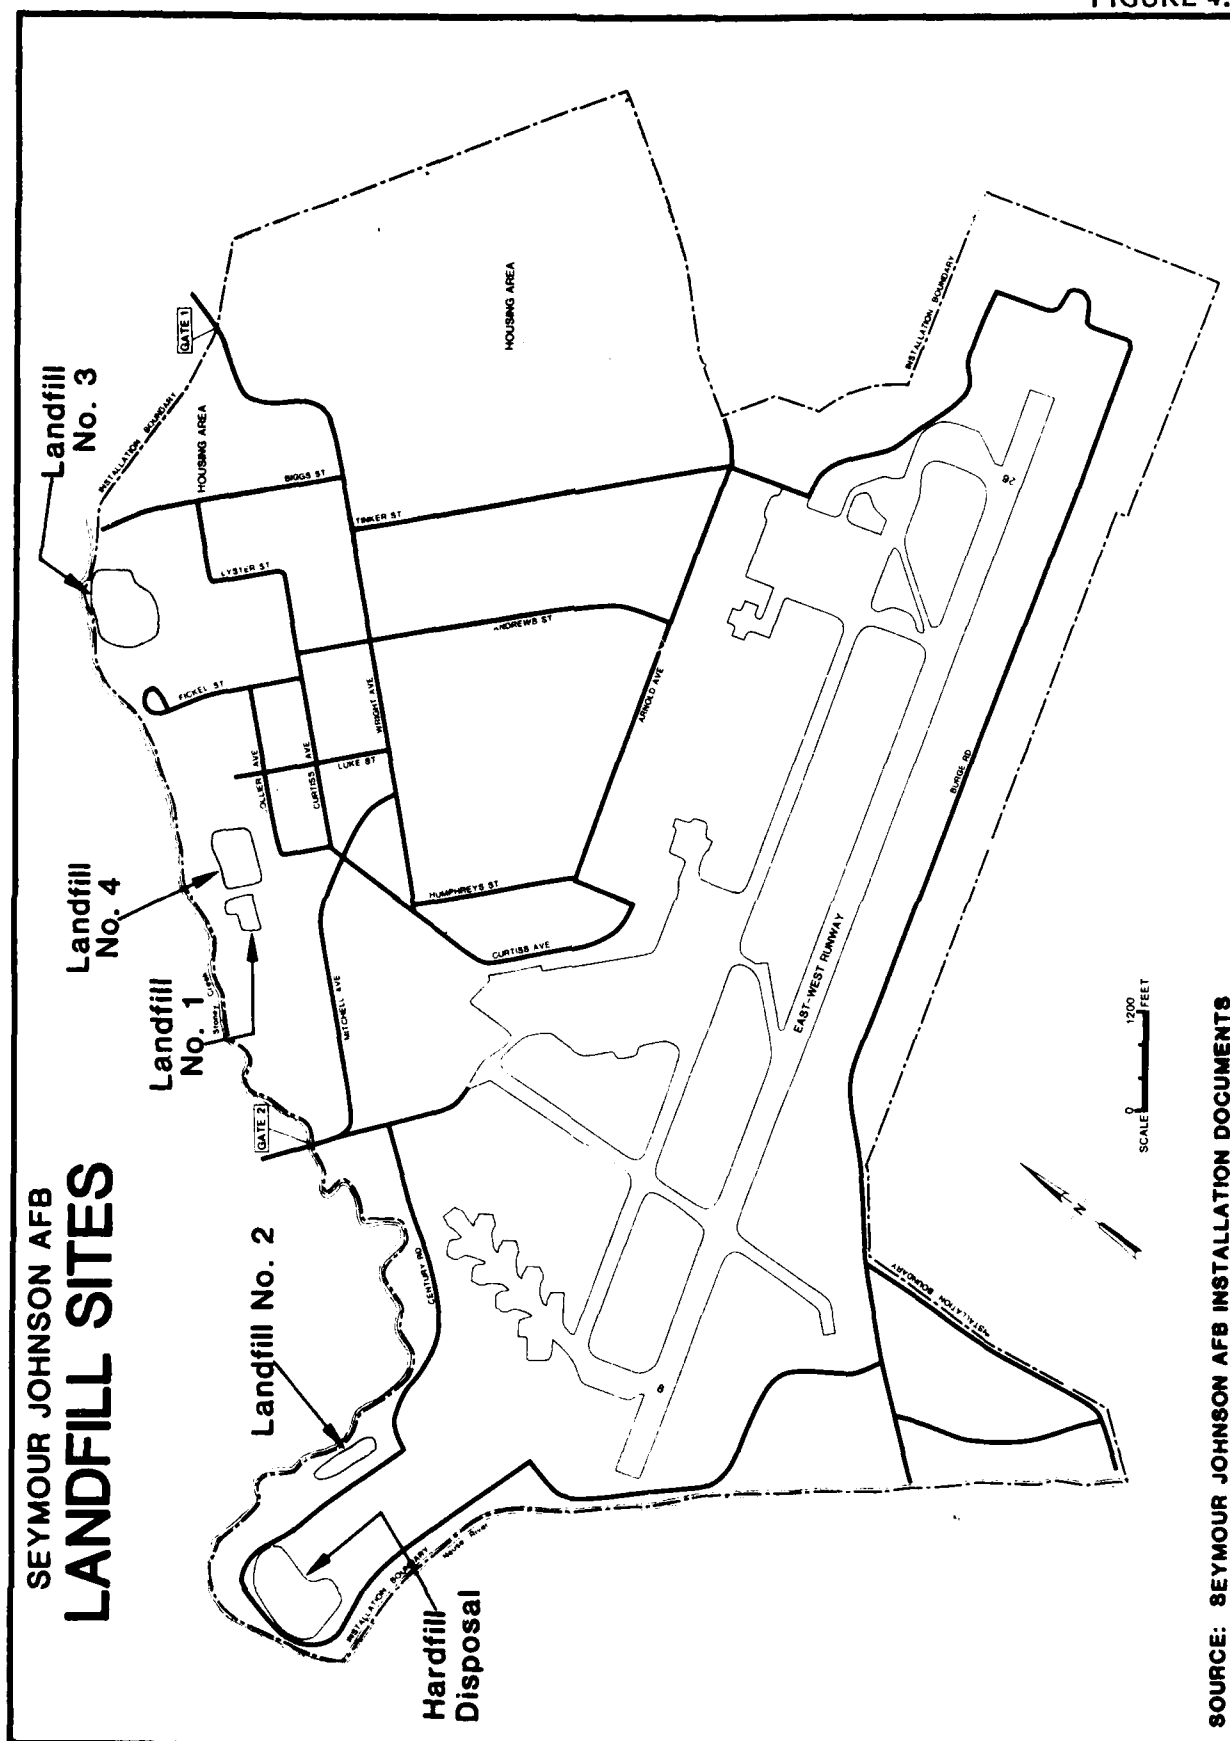 FIGURE 4.
SEYMOUR JOHNSON AFB
LANDFILL SITES
Landfill
No. 3
Landfill
No. 4
Landfill
No. 1
Landfill No. 2
Hardfill
Disposal
GATE 1
GATE 2
INSTALLATION BOUNDARY
HOUSING AREA
HOUSING AREA
BIGGS ST
TINKER ST
LYSTER ST
ANDREWS ST
FICKEL ST
OLLIER AVE
CURTISS AVE
WRIGHT AVE
LUKE ST
MITCHELL AVE
HUMPHREYS ST
CURTISS AVE
ARNOLD AVE
Stoney Creek
CENTURY RD
INSTALLATION BOUNDARY
26
BURGE RD
EAST-WEST RUNWAY
8
INSTALLATION BOUNDARY
Neuse River
INSTALLATION BOUNDARY
N
SCALE 0 1200 FEET
SOURCE: SEYMOUR JOHNSON AFB INSTALLATION DOCUMENTS